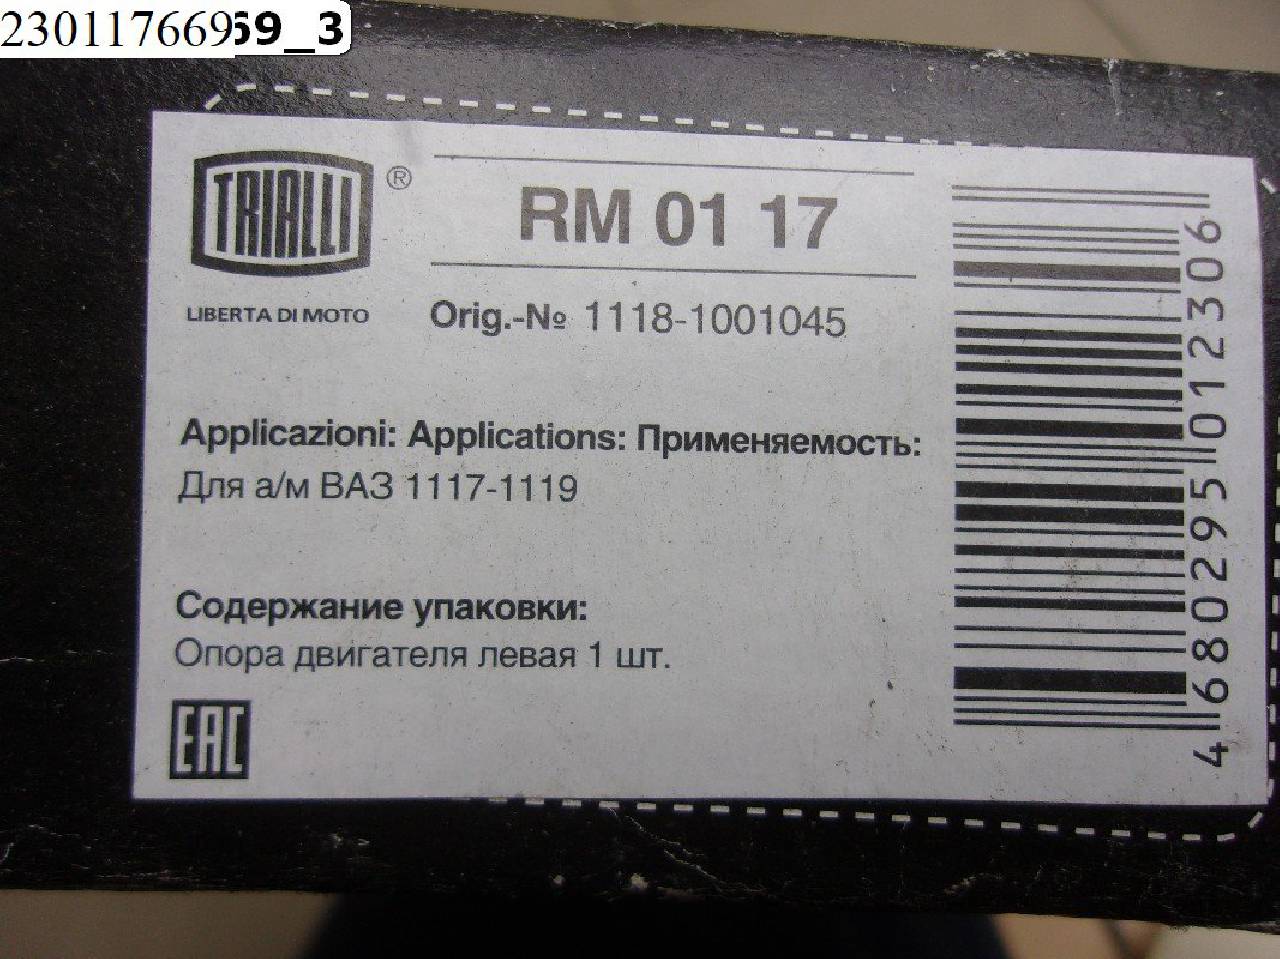 230117669
59_3
TRIALLI ®
LIBERTA DI MOTO
RM 01 17
Orig.-№ 1118-1001045
Applicazioni: Applications: Применяемость:
Для а/м ВАЗ 1117-1119
Содержание упаковки:
Опора двигателя левая 1 шт.
EAC
4 680295 012306